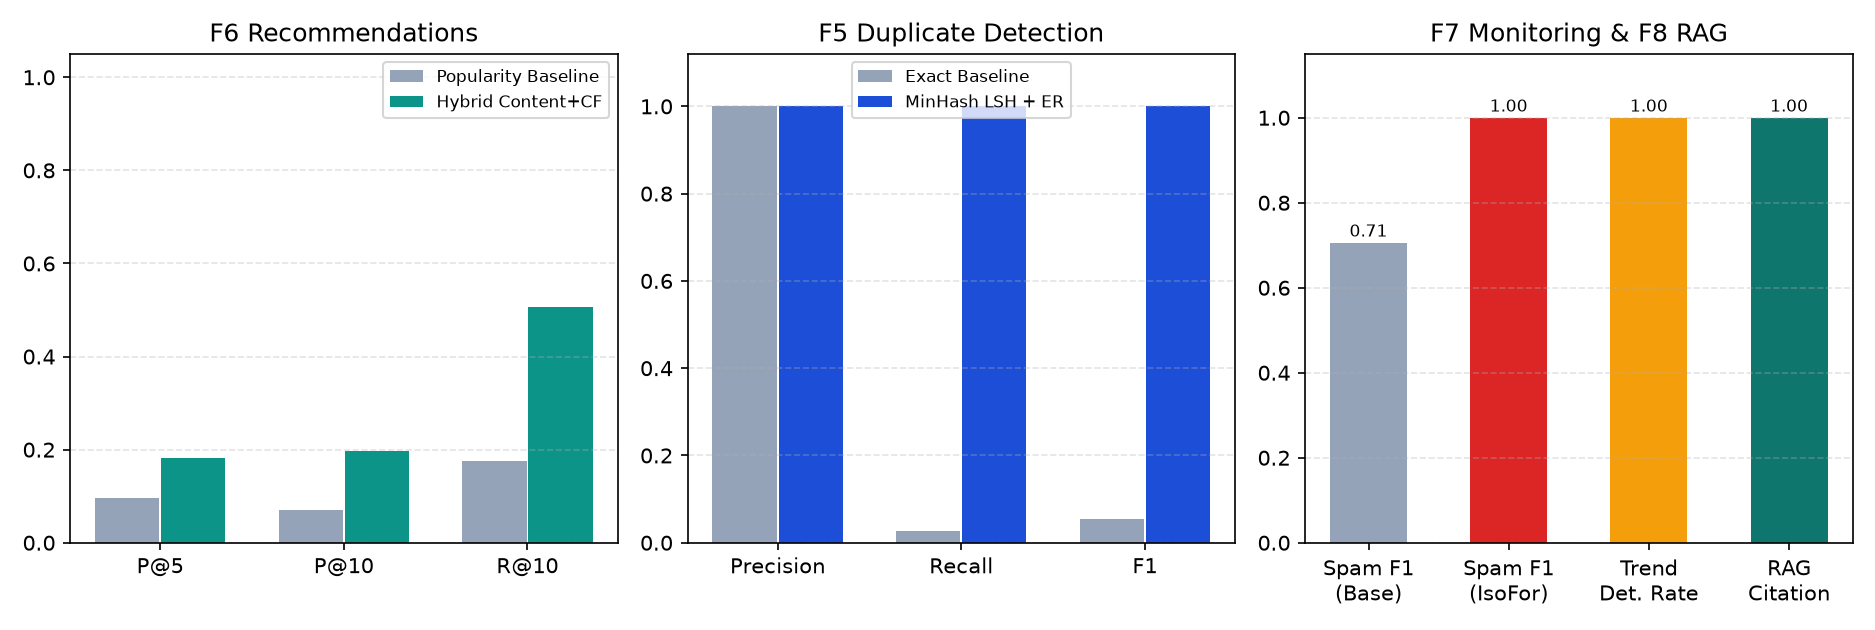 F6 Recommendations
1.0
0.8
0.6
0.4
0.2
0.0
Popularity Baseline
Hybrid Content+CF
P@5
P@10
R@10
F5 Duplicate Detection
1.0
0.8
0.6
0.4
0.2
0.0
Exact Baseline
MinHash LSH + ER
Precision
Recall
F1
F7 Monitoring & F8 RAG
1.0
0.8
0.6
0.4
0.2
0.0
0.71
1.00
1.00
1.00
Spam F1
(Base)
Spam F1
(IsoFor)
Trend
Det. Rate
RAG
Citation